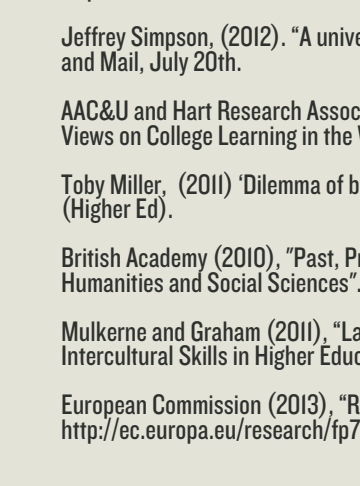 Jeffrey Simpson, (2012). “A unive
and Mail, July 20th.
AAC&U and Hart Research Assoc
Views on College Learning in the
Toby Miller,  (2011) ‘Dilemma of b
(Higher Ed).
British Academy (2010), "Past, Pr
Humanities and Social Sciences".
Mulkerne and Graham (2011), “La
Intercultural Skills in Higher Educ
European Commission (2013), “R
http://ec.europa.eu/research/fp7